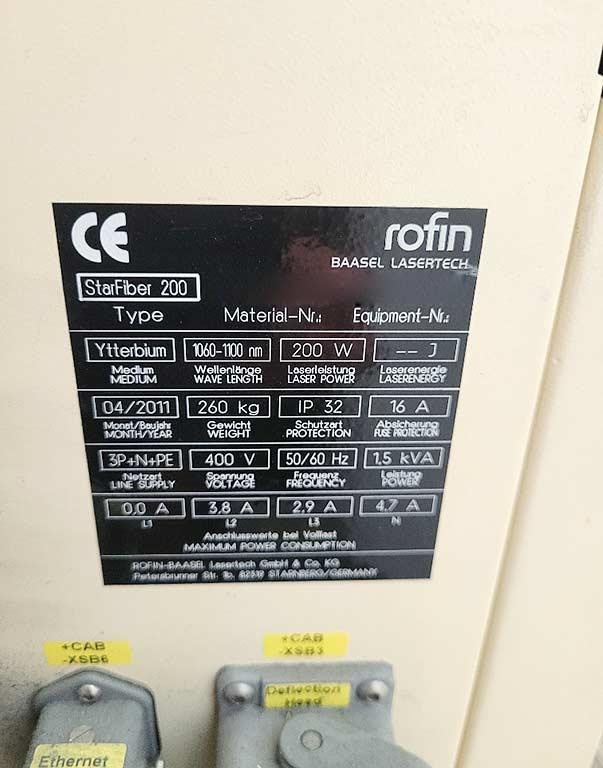 CE
rofin
BAASEL LASERTECH
StarFiber 200
Type Material-Nr.: Equipment-Nr.:
Ytterbium 1060-1100 nm 200 W -- J
Medium Wellenlänge Laserleistung Laserenergie
MEDIUM WAVE LENGTH LASER POWER LASERENERGY
04/2011 260 kg IP 32 16 A
Monat/Baujahr Gewicht Schutzart Absicherung
MONTH/YEAR WEIGHT PROTECTION FUSE PROTECTION
3P+N+PE 400 V 50/60 Hz 1.5 kVA
Netzart Spannung Frequenz Leistung
LINE SUPPLY VOLTAGE FREQUENCY POWER
0.0 A 3.8 A 2.9 A 4.7 A
L1 L2 L3 N
Anschlusswerte bei Volllast
MAXIMUM POWER CONSUMPTION
ROFIN-BAASEL Lasertech GmbH & Co. KG
Petersbrunner Str. 1b, 82319 STARNBERG/GERMANY
+CAB
-XSB6
+CAB
-XSB3
Deflection
Head
Ethernet